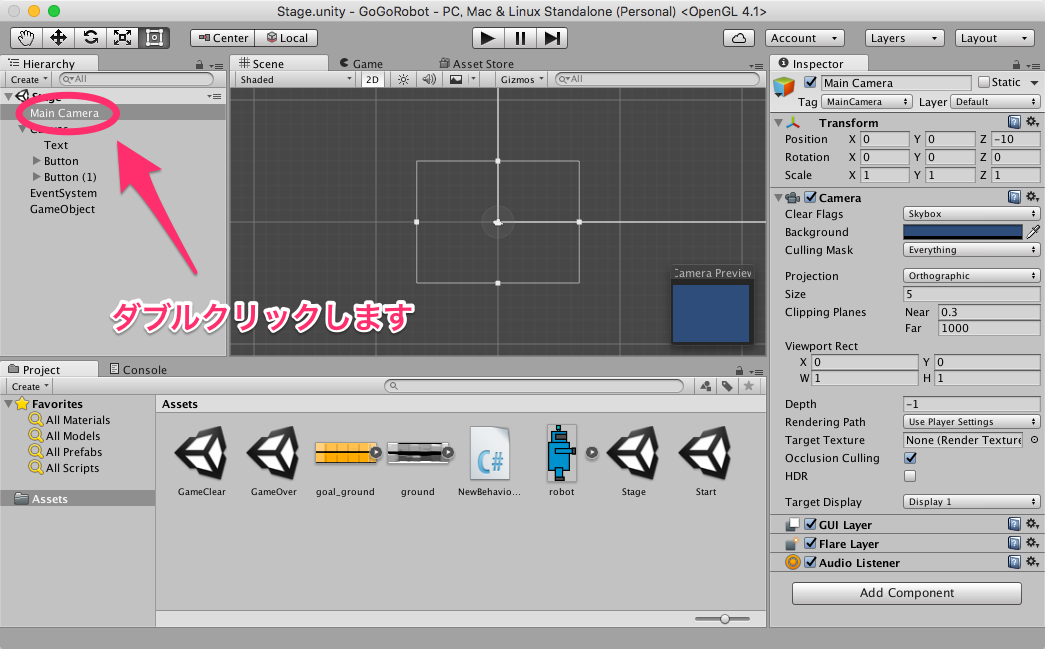 Stage.unity - GoGoRobot - PC, Mac & Linux Standalone (Personal) <OpenGL 4.1>
Center Local Account Layers Layout
Hierarchy
Create All
Main Camera
Text
Button
Button (1)
EventSystem
GameObject
ダブルクリックします
Scene Game Asset Store
Shaded 2D Gizmos All
Camera Preview
Inspector
Main Camera Static
Tag MainCamera Layer Default
Transform
Position X 0 Y 0 Z -10
Rotation X 0 Y 0 Z 0
Scale X 1 Y 1 Z 1
Camera
Clear Flags Skybox
Background
Culling Mask Everything
Projection Orthographic
Size 5
Clipping Planes Near 0.3
Far 1000
Viewport Rect
X 0 Y 0
W 1 H 1
Depth -1
Rendering Path Use Player Settings
Target Texture None (Render Texture
Occlusion Culling
HDR
Target Display Display 1
GUI Layer
Flare Layer
Audio Listener
Add Component
Project Console
Create
Favorites
All Materials
All Models
All Prefabs
All Scripts
Assets
Assets
GameClear GameOver goal_ground ground NewBehavio... robot Stage Start
C#